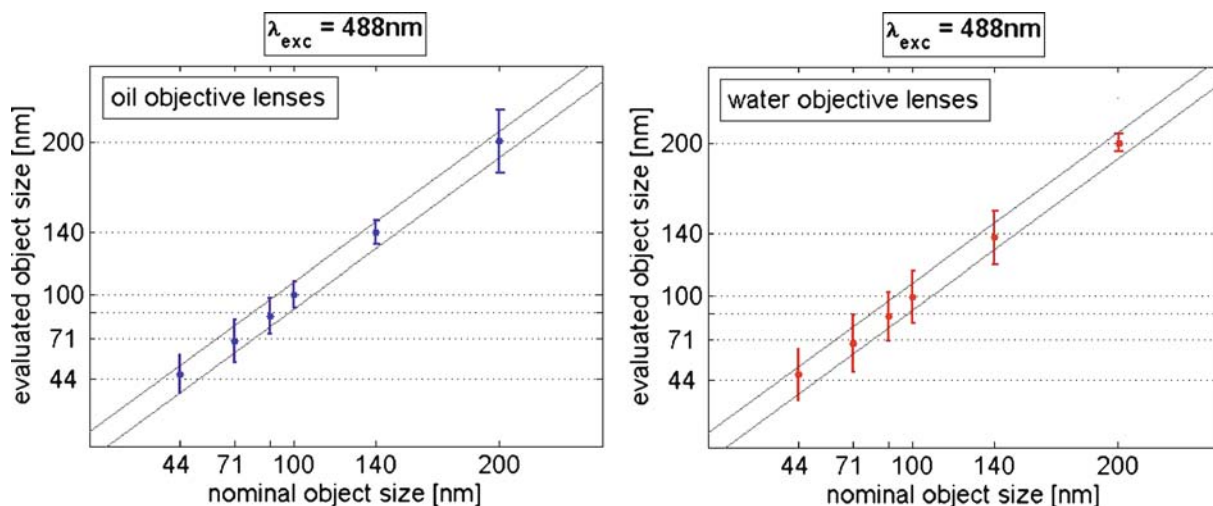 λexc = 488nm
oil objective lenses
evaluated object size [nm]
200
140
100
71
44
44 71 100 140 200
nominal object size [nm]
λexc = 488nm
water objective lenses
evaluated object size [nm]
200
140
100
71
44
44 71 100 140 200
nominal object size [nm]